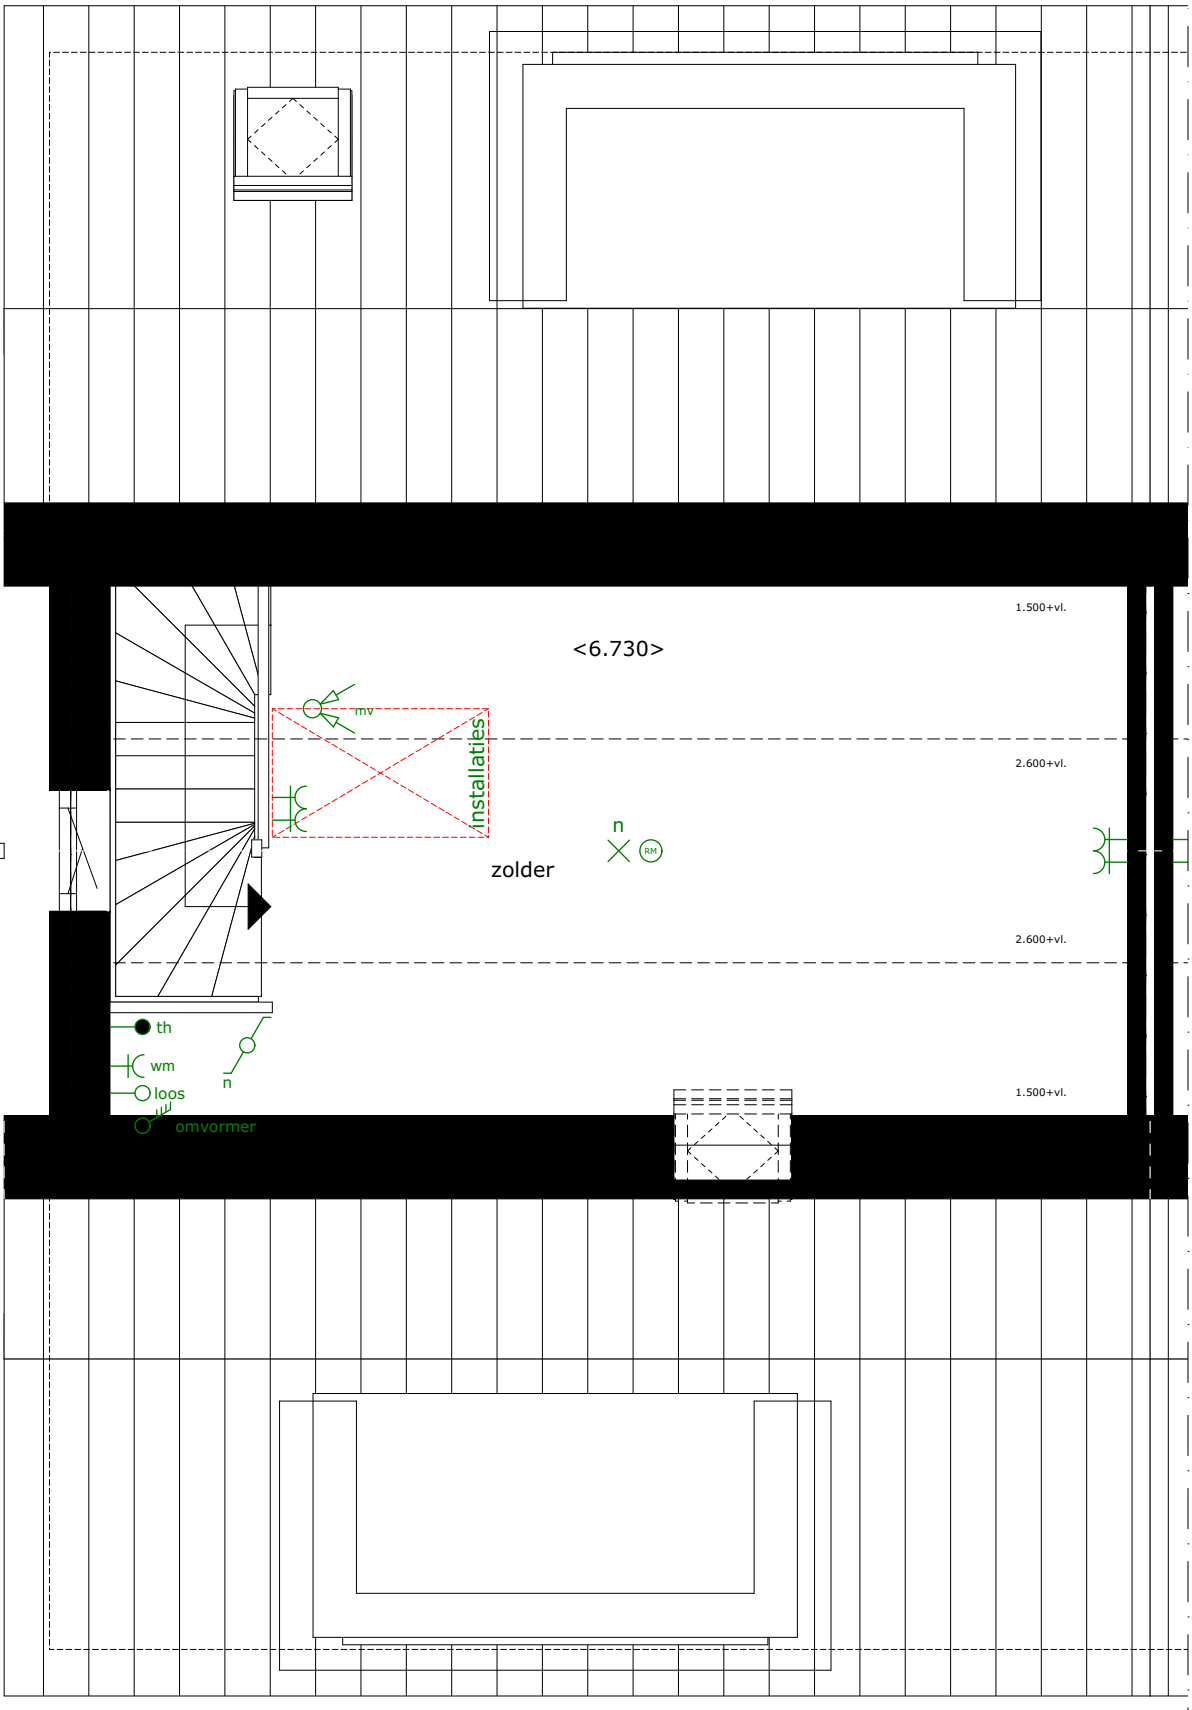 1.500+vl.
<6.730>
mv
installaties
2.600+vl.
n
RM
zolder
2.600+vl.
th
wm
n
loos
1.500+vl.
omvormer